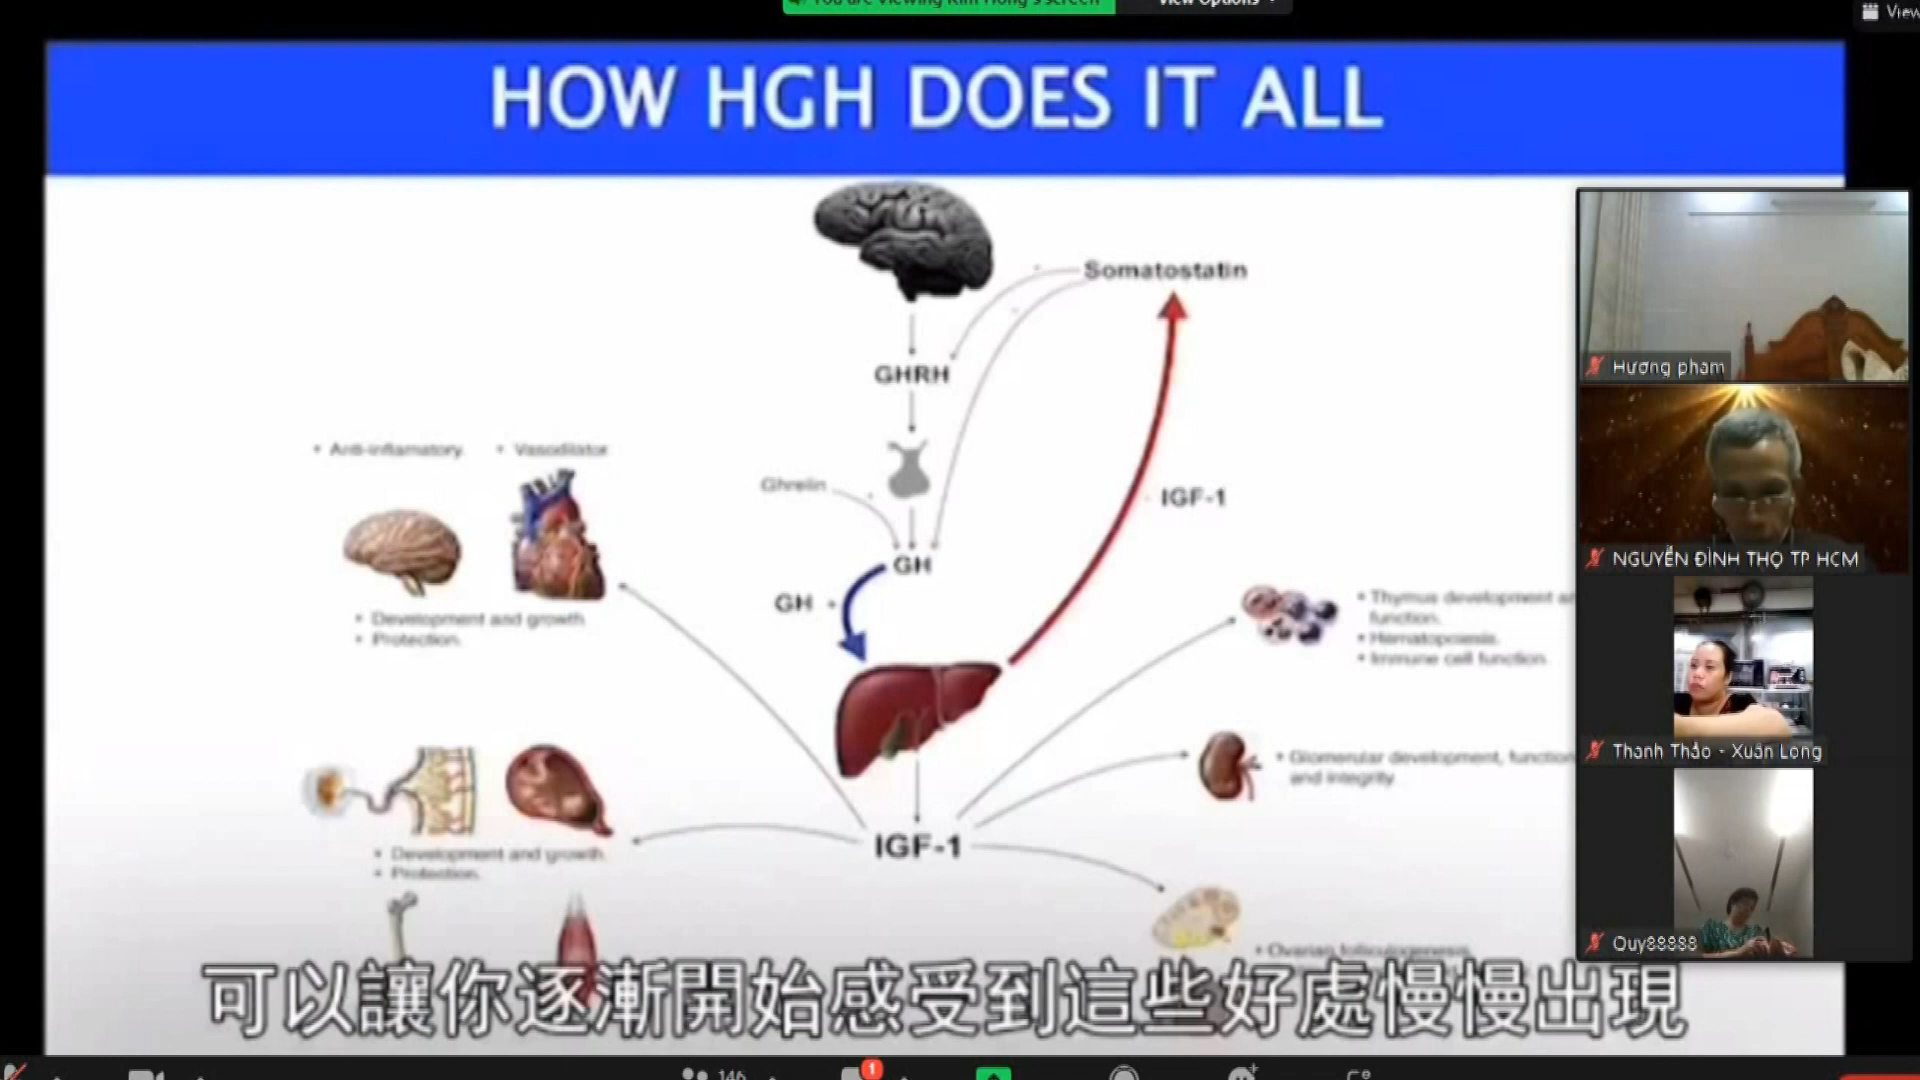 You are viewing Kim Hong's screen
View Options
View
HOW HGH DOES IT ALL
Somatostatin
GHRH
• Anti-inflamatory.
• Vasodilator
Ghrelin
IGF-1
GH
GH
• Development and growth
• Protection.
• Thymus development
function.
• Hematopoiesis.
• Immune cell function.
• Glomerular development, function
and integrity.
IGF-1
• Development and growth.
• Protection.
• Ovarian folliculogenesis
可以讓你逐漸開始感受到這些好處慢慢出現
Hương phạm
NGUYỄN ĐÌNH THỌ TP HCM
Thanh Thảo - Xuân Long
Quy88888
146
1